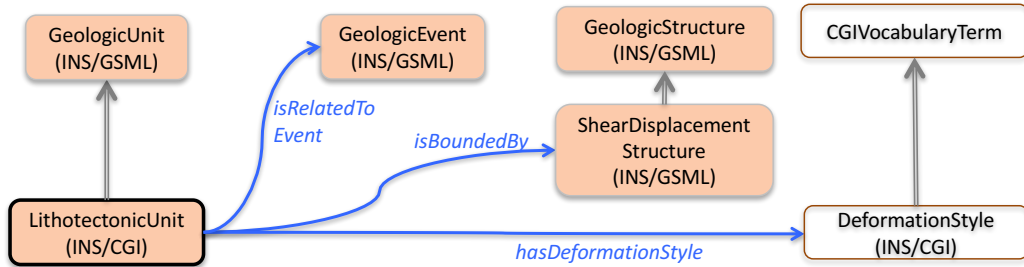 GeologicUnit
(INS/GSML)
GeologicEvent
(INS/GSML)
GeologicStructure
(INS/GSML)
CGIVocabularyTerm
isRelatedTo
Event
isBoundedBy
ShearDisplacement
Structure
(INS/GSML)
LithotectonicUnit
(INS/CGI)
hasDeformationStyle
DeformationStyle
(INS/CGI)